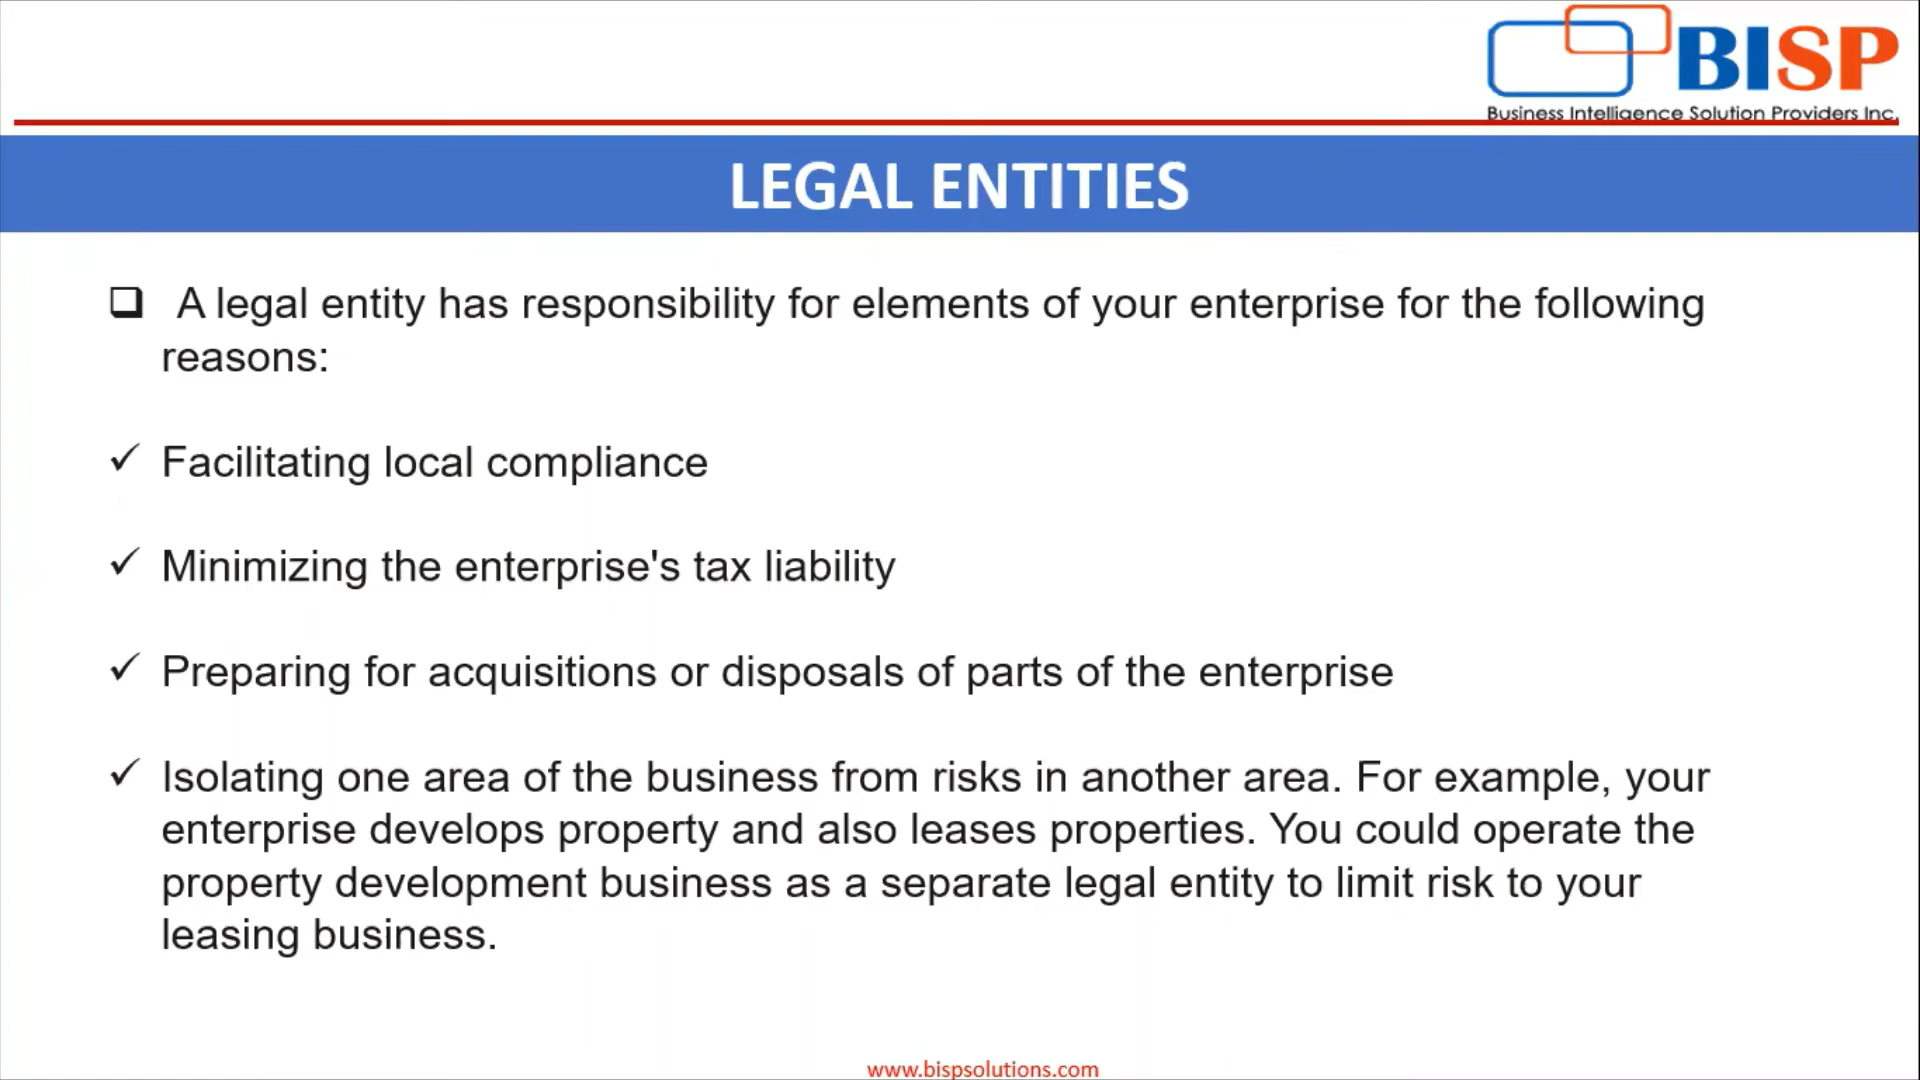 BISP
Business Intelligence Solution Providers Inc.
LEGAL ENTITIES
A legal entity has responsibility for elements of your enterprise for the following
reasons:
Facilitating local compliance
Minimizing the enterprise's tax liability
Preparing for acquisitions or disposals of parts of the enterprise
Isolating one area of the business from risks in another area. For example, your
enterprise develops property and also leases properties. You could operate the
property development business as a separate legal entity to limit risk to your
leasing business.
www.bispsolutions.com